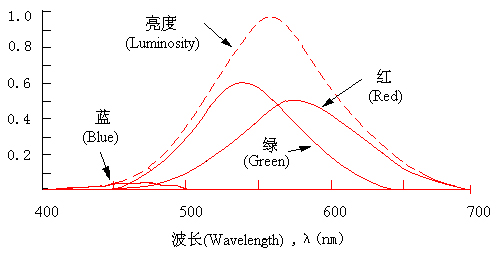 1.0
0.8
0.6
0.4
0.2
亮度
(Luminosity)
红
(Red)
蓝
(Blue)
绿
(Green)
400
500
600
700
波长(Wavelength) , λ (nm)